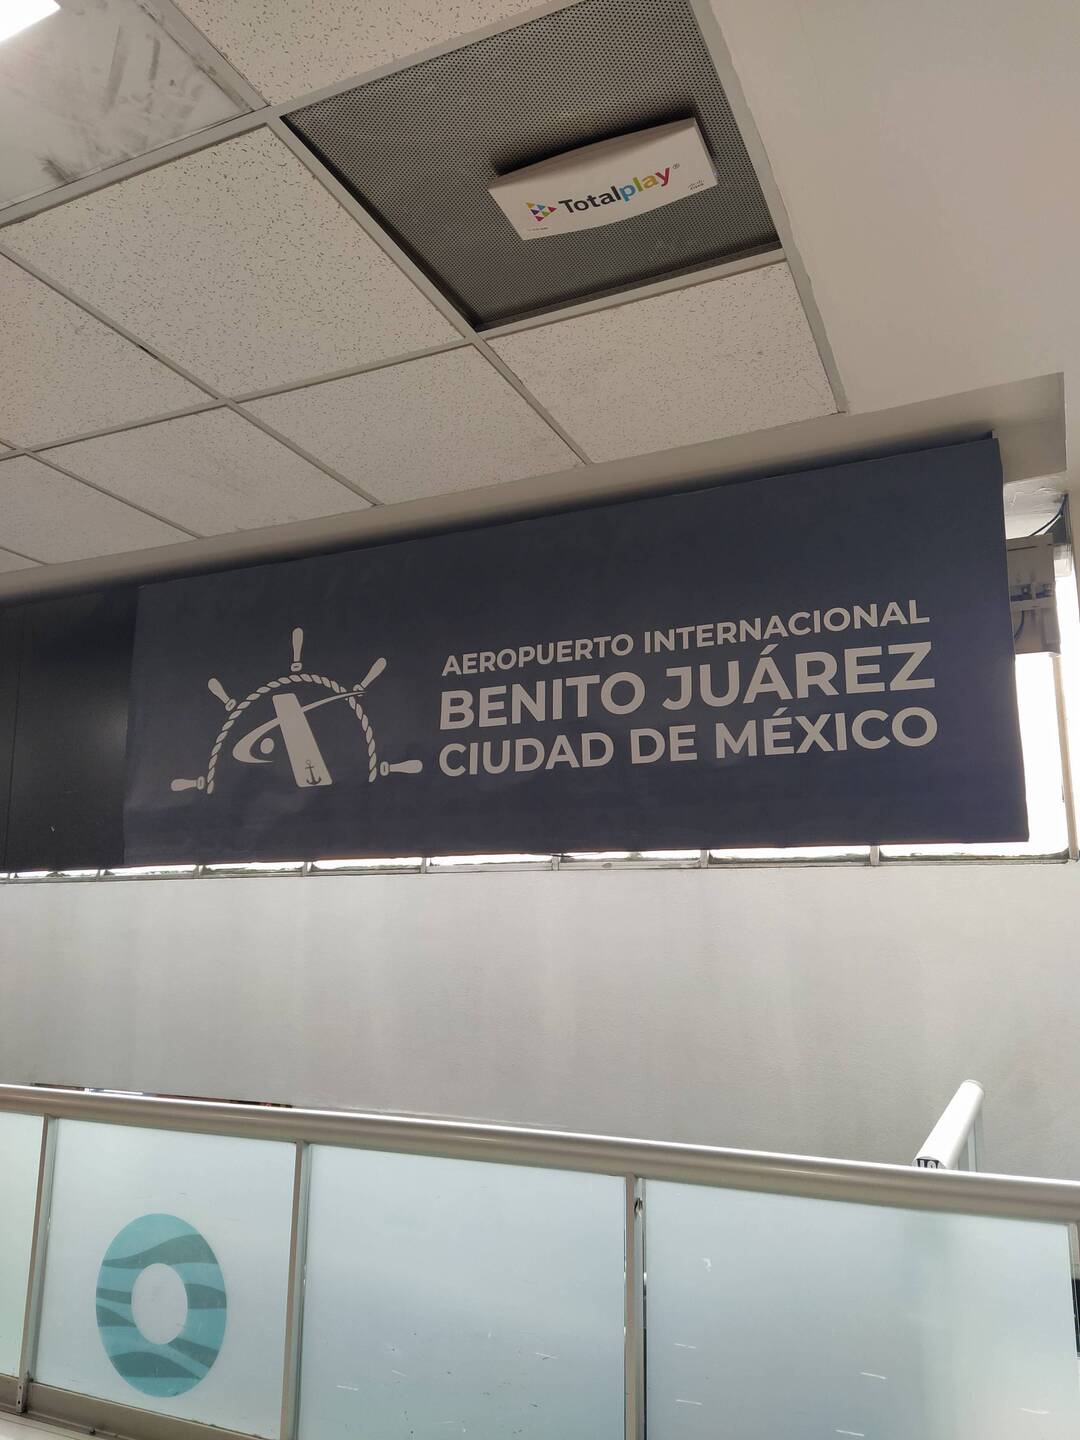 Totalplay®
AEROPUERTO INTERNACIONAL
BENITO JUÁREZ
CIUDAD DE MÉXICO